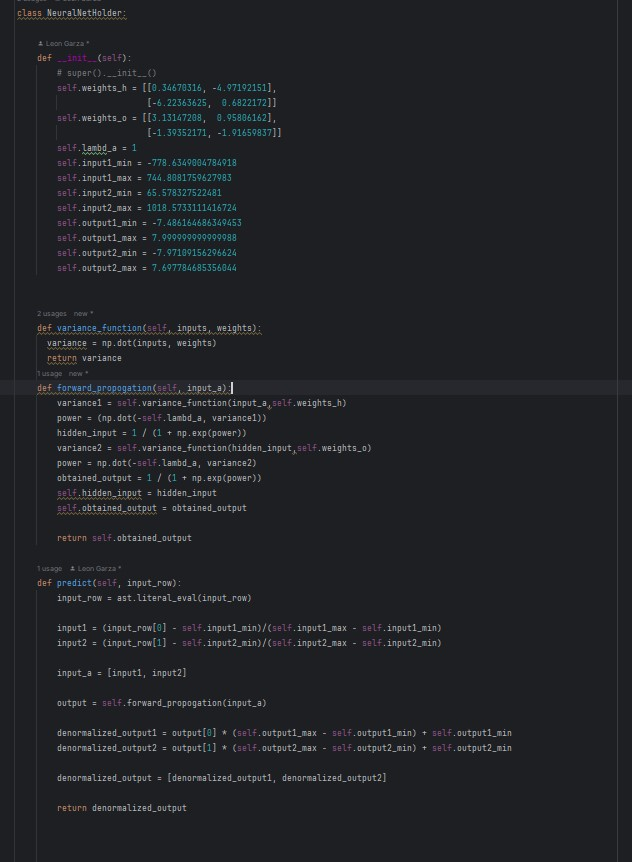 class NeuralNetHolder:
Leon Garza *
def __init__(self):
# super().__init__()
self.weights_h = [[0.34670316, -4.97192151],
[-6.22363625, 0.6822172]]
self.weights_o = [[3.13147208, 0.95806162],
[-1.39352171, -1.91659837]]
self.lambd_a = 1
self.input1_min = -778.6349004784918
self.input1_max = 744.8081759627983
self.input2_min = 65.578327522481
self.input2_max = 1018.5733111416724
self.output1_min = -7.486164686349453
self.output1_max = 7.999999999999988
self.output2_min = -7.97109156296624
self.output2_max = 7.697784685356044
2 usages new *
def variance_function(self, inputs, weights):
variance = np.dot(inputs, weights)
return variance
1 usage new *
def forward_propogation(self, input_a):
variance1 = self.variance_function(input_a,self.weights_h)
power = (np.dot(-self.lambd_a, variance1))
hidden_input = 1 / (1 + np.exp(power))
variance2 = self.variance_function(hidden_input,self.weights_o)
power = np.dot(-self.lambd_a, variance2)
obtained_output = 1 / (1 + np.exp(power))
self.hidden_input = hidden_input
self.obtained_output = obtained_output
return self.obtained_output
1 usage Leon Garza *
def predict(self, input_row):
input_row = ast.literal_eval(input_row)
input1 = (input_row[0] - self.input1_min)/(self.input1_max - self.input1_min)
input2 = (input_row[1] - self.input2_min)/(self.input2_max - self.input2_min)
input_a = [input1, input2]
output = self.forward_propogation(input_a)
denormalized_output1 = output[0] * (self.output1_max - self.output1_min) + self.output1_min
denormalized_output2 = output[1] * (self.output2_max - self.output2_min) + self.output2_min
denormalized_output = [denormalized_output1, denormalized_output2]
return denormalized_output